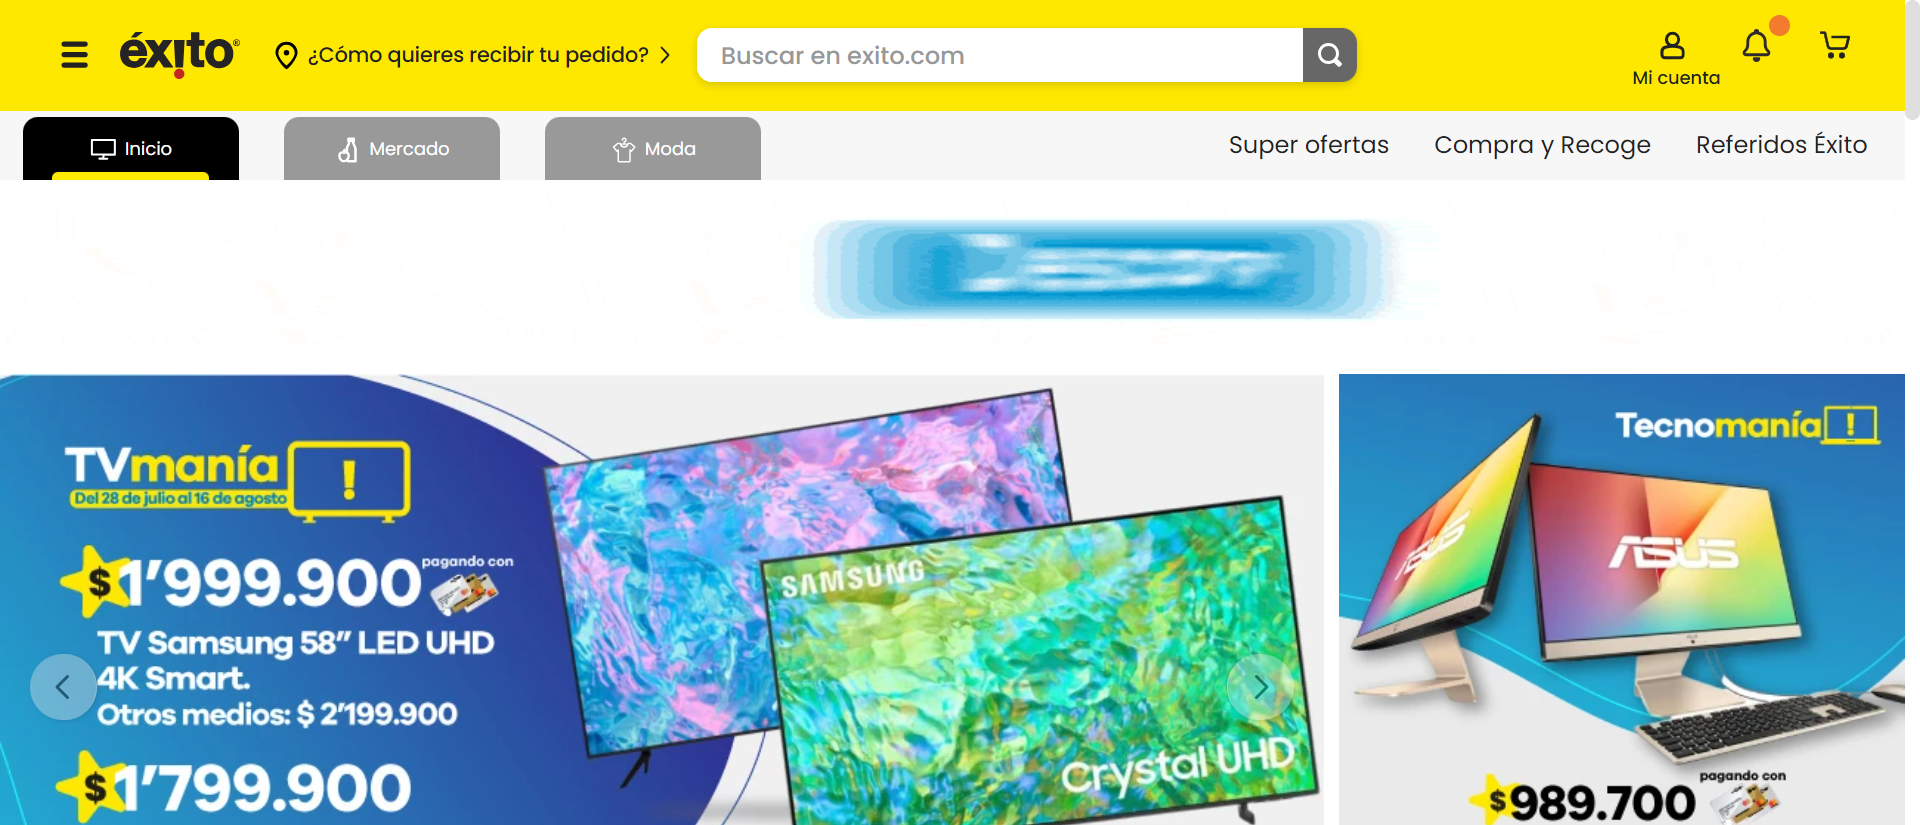 éxito
¿Cómo quieres recibir tu pedido?
Buscar en exito.com
Mi cuenta
Inicio
Mercado
Moda
Super ofertas
Compra y Recoge
Referidos Éxito
TVmanía
Del 28 de julio al 16 de agosto
$ 1'999.900
pagando con
TV Samsung 58" LED UHD
4K Smart.
Otros medios: $ 2'199.900
$ 1'799.900
SAMSUNG
Crystal UHD
Tecnomanía
ASUS
ASUS
pagando con
$ 989.700